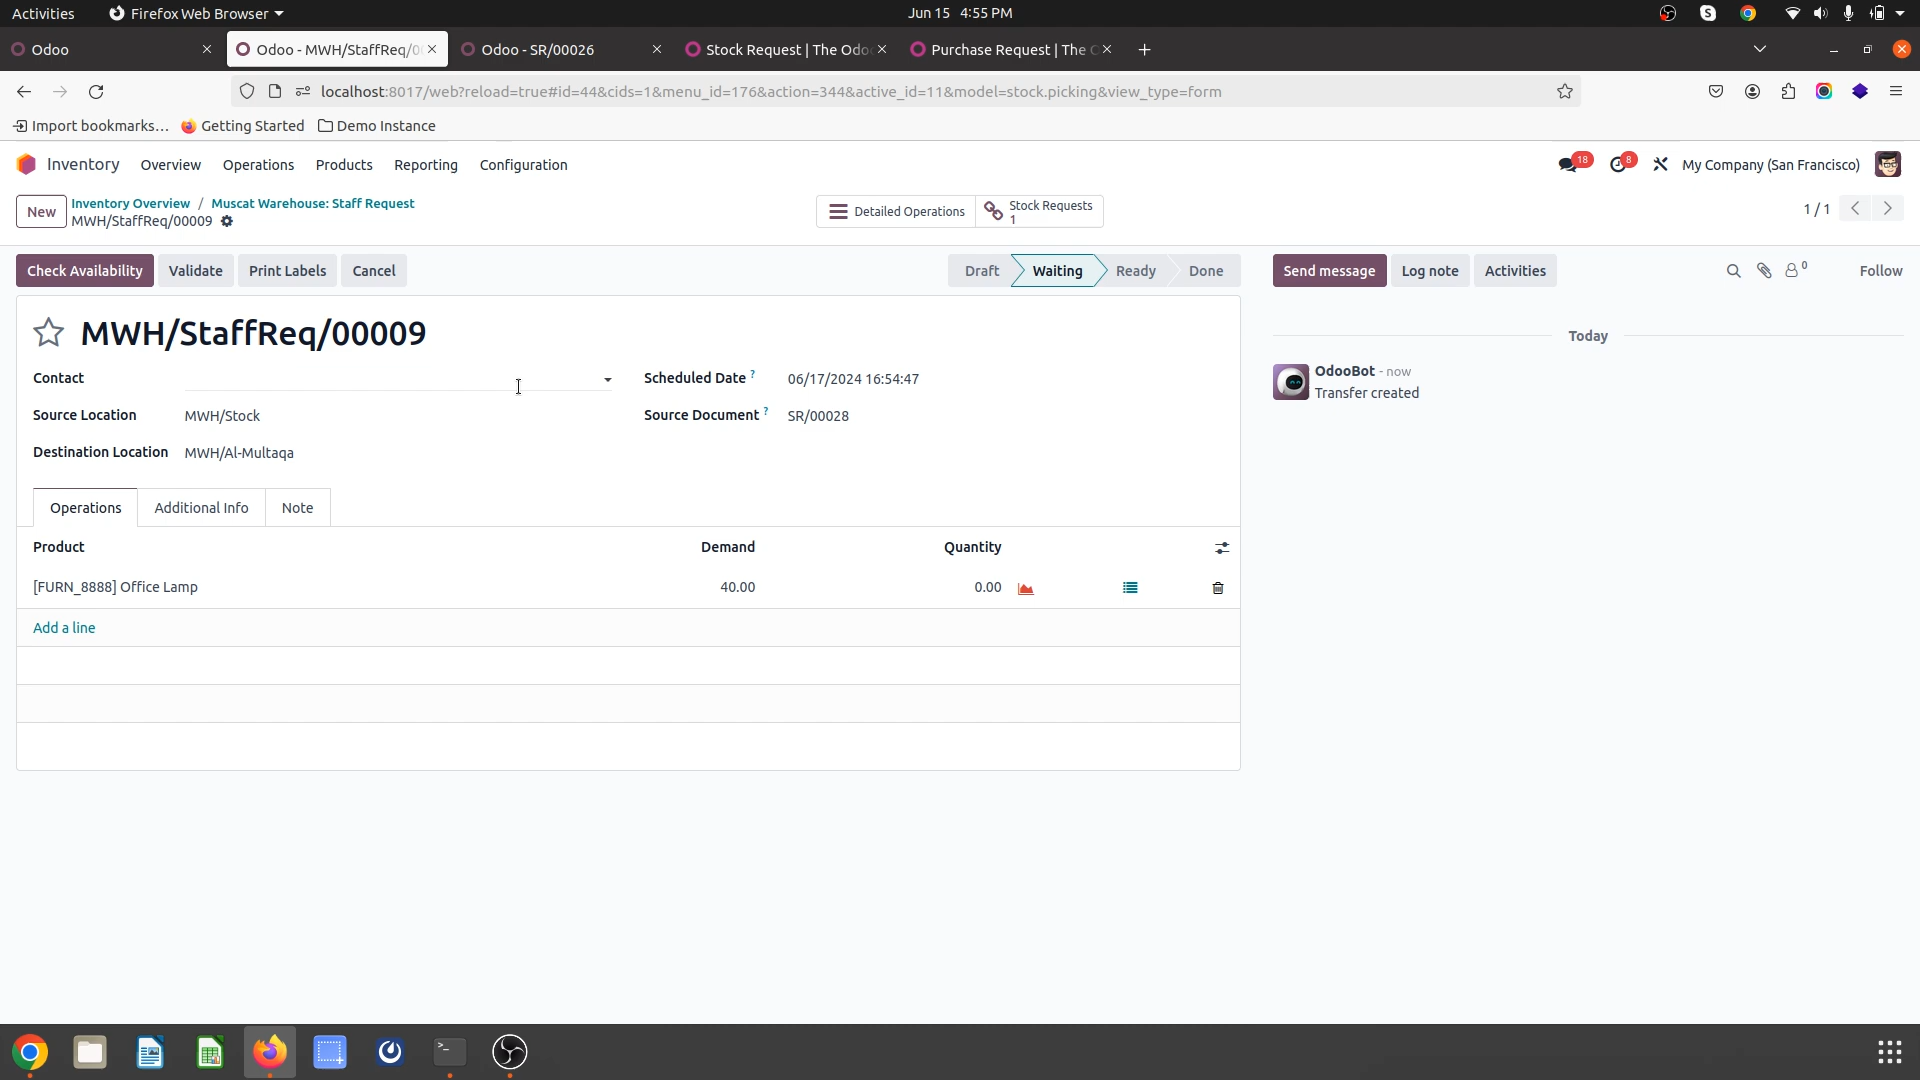 Activities Firefox Web Browser Jun 15 4:55 PM
Odoo Odoo - MWH/StaffReq/0 Odoo - SR/00026 Stock Request | The Odo Purchase Request | The
localhost:8017/web?reload=true#id=44&cids=1&menu_id=176&action=344&active_id=11&model=stock.picking&view_type=form
Import bookmarks... Getting Started Demo Instance
Inventory Overview Operations Products Reporting Configuration 18 8 My Company (San Francisco)
New Inventory Overview / Muscat Warehouse: Staff Request
MWH/StaffReq/00009
Detailed Operations Stock Requests
1
1 / 1
Check Availability Validate Print Labels Cancel Draft Waiting Ready Done Send message Log note Activities 0 Follow
MWH/StaffReq/00009
Today
Contact Scheduled Date ? 06/17/2024 16:54:47
OdooBot - now
Transfer created
Source Location MWH/Stock Source Document ? SR/00028
Destination Location MWH/Al-Multaqa
Operations Additional Info Note
Product Demand Quantity
[FURN_8888] Office Lamp 40.00 0.00
Add a line